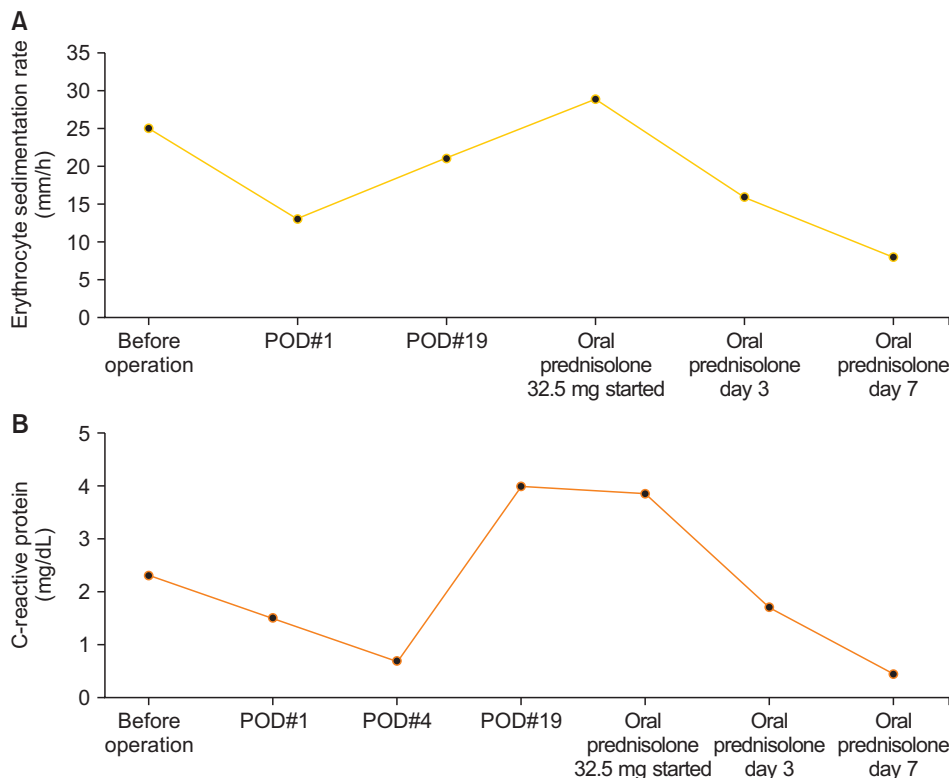 A
Erythrocyte sedimentation rate
(mm/h)
35
30
25
20
15
10
5
0
Before
operation
POD#1
POD#19
Oral
prednisolone
32.5 mg started
Oral
prednisolone
day 3
Oral
prednisolone
day 7
B
C-reactive protein
(mg/dL)
5
4
3
2
1
0
Before
operation
POD#1
POD#4
POD#19
Oral
prednisolone
32.5 mg started
Oral
prednisolone
day 3
Oral
prednisolone
day 7